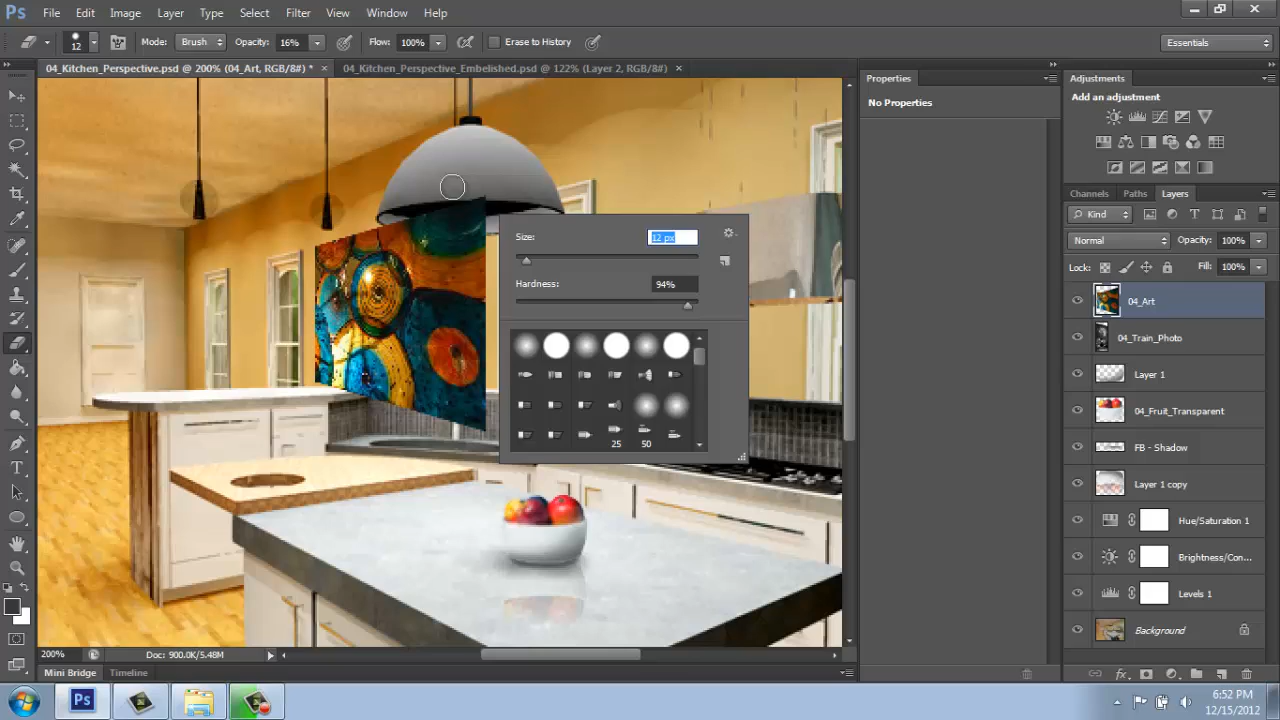 Ps File Edit Image Layer Type Select Filter View Window Help
12 Mode: Brush Opacity: 16% Flow: 100% Erase to History Essentials
04_Kitchen_Perspective.psd @ 200% (04_Art, RGB/8#) * × 04_Kitchen_Perspective_Embelished.psd @ 122% (Layer 2, RGB/8#) ×
Properties
No Properties
Adjustments
Add an adjustment
Channels Paths Layers
Kind
Normal Opacity: 100%
Lock: Fill: 100%
04_Art
04_Train_Photo
Layer 1
04_Fruit_Transparent
FB - Shadow
Layer 1 copy
Hue/Saturation 1
Brightness/Con...
Levels 1
Background
Size: 12 px
Hardness: 94%
25 50
200% Doc: 900.0K/5.48M
Mini Bridge Timeline
Ps
6:52 PM
12/15/2012